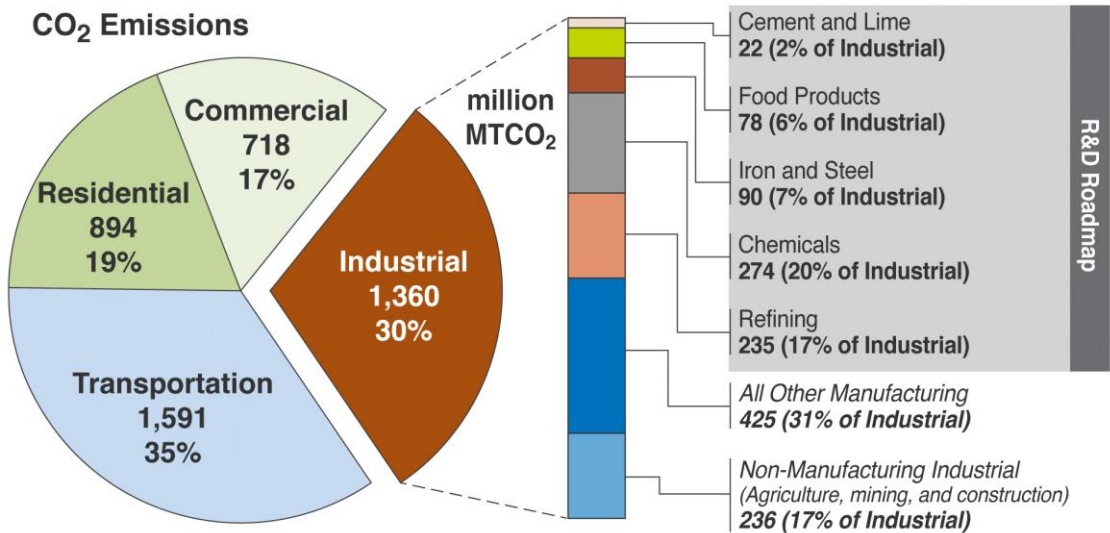 CO₂ Emissions
Commercial
718
17%
Residential
894
19%
Transportation
1,591
35%
Industrial
1,360
30%
million
MTCO₂
Cement and Lime
22 (2% of Industrial)
Food Products
78 (6% of Industrial)
Iron and Steel
90 (7% of Industrial)
Chemicals
274 (20% of Industrial)
Refining
235 (17% of Industrial)
R&D Roadmap
All Other Manufacturing
425 (31% of Industrial)
Non-Manufacturing Industrial
(Agriculture, mining, and construction)
236 (17% of Industrial)